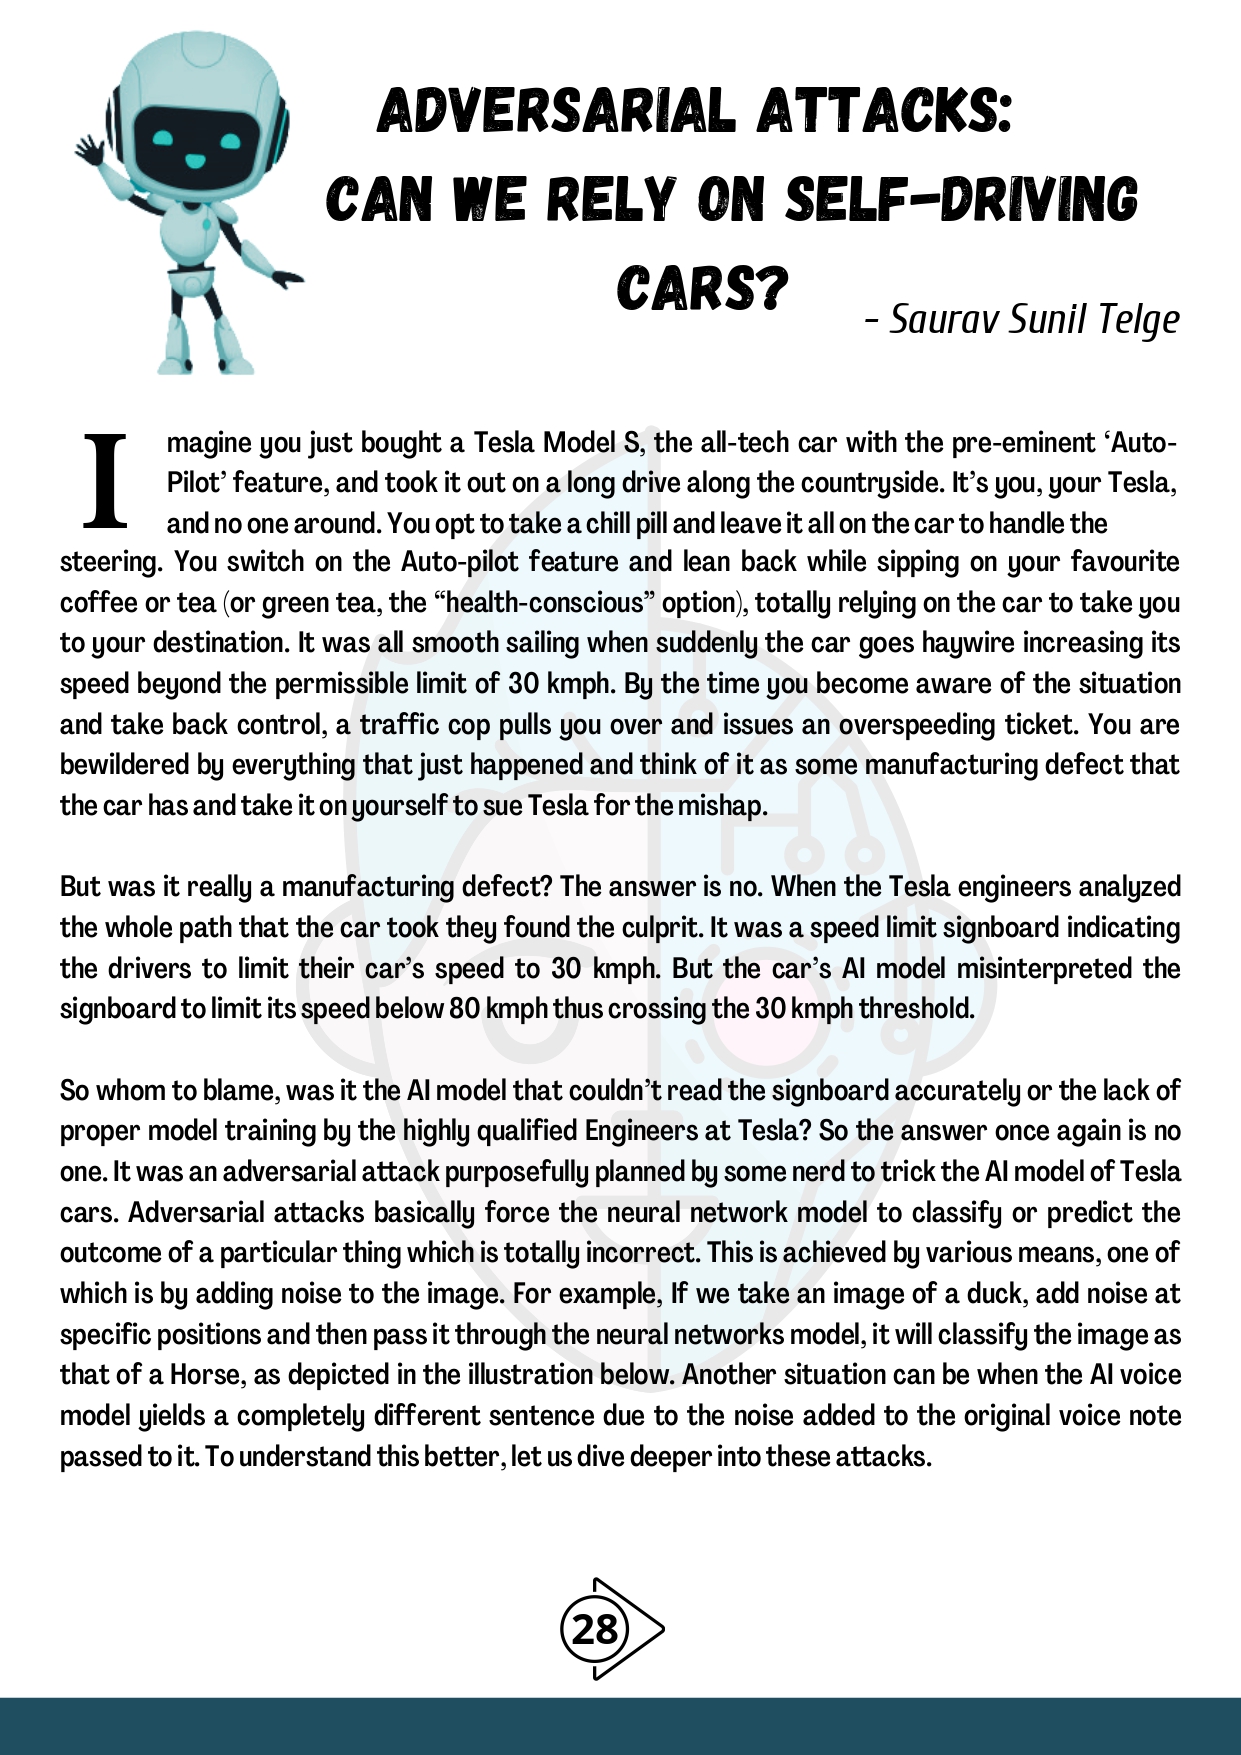 ADVERSARIAL ATTACKS:
CAN WE RELY ON SELF-DRIVING
CARS?
- Saurav Sunil Telge
Imagine you just bought a Tesla Model S, the all-tech car with the pre-eminent ‘Auto-
Pilot’ feature, and took it out on a long drive along the countryside. It’s you, your Tesla,
and no one around. You opt to take a chill pill and leave it all on the car to handle the
steering. You switch on the Auto-pilot feature and lean back while sipping on your favourite
coffee or tea (or green tea, the “health-conscious” option), totally relying on the car to take you
to your destination. It was all smooth sailing when suddenly the car goes haywire increasing its
speed beyond the permissible limit of 30 kmph. By the time you become aware of the situation
and take back control, a traffic cop pulls you over and issues an overspeeding ticket. You are
bewildered by everything that just happened and think of it as some manufacturing defect that
the car has and take it on yourself to sue Tesla for the mishap.
But was it really a manufacturing defect? The answer is no. When the Tesla engineers analyzed
the whole path that the car took they found the culprit. It was a speed limit signboard indicating
the drivers to limit their car’s speed to 30 kmph. But the car’s AI model misinterpreted the
signboard to limit its speed below 80 kmph thus crossing the 30 kmph threshold.
So whom to blame, was it the AI model that couldn’t read the signboard accurately or the lack of
proper model training by the highly qualified Engineers at Tesla? So the answer once again is no
one. It was an adversarial attack purposefully planned by some nerd to trick the AI model of Tesla
cars. Adversarial attacks basically force the neural network model to classify or predict the
outcome of a particular thing which is totally incorrect. This is achieved by various means, one of
which is by adding noise to the image. For example, If we take an image of a duck, add noise at
specific positions and then pass it through the neural networks model, it will classify the image as
that of a Horse, as depicted in the illustration below. Another situation can be when the AI voice
model yields a completely different sentence due to the noise added to the original voice note
passed to it. To understand this better, let us dive deeper into these attacks.
28